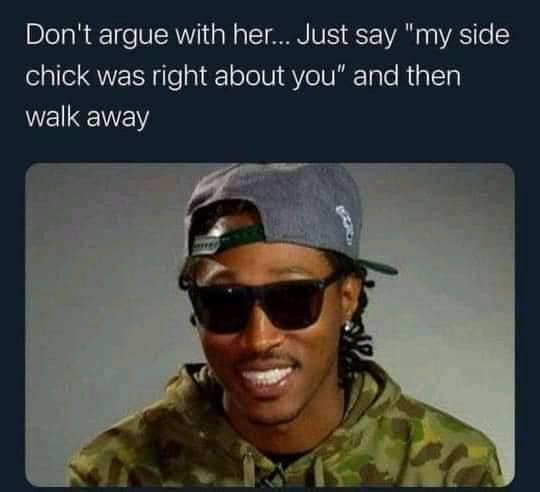 Don't argue with her... Just say "my side
chick was right about you" and then
walk away